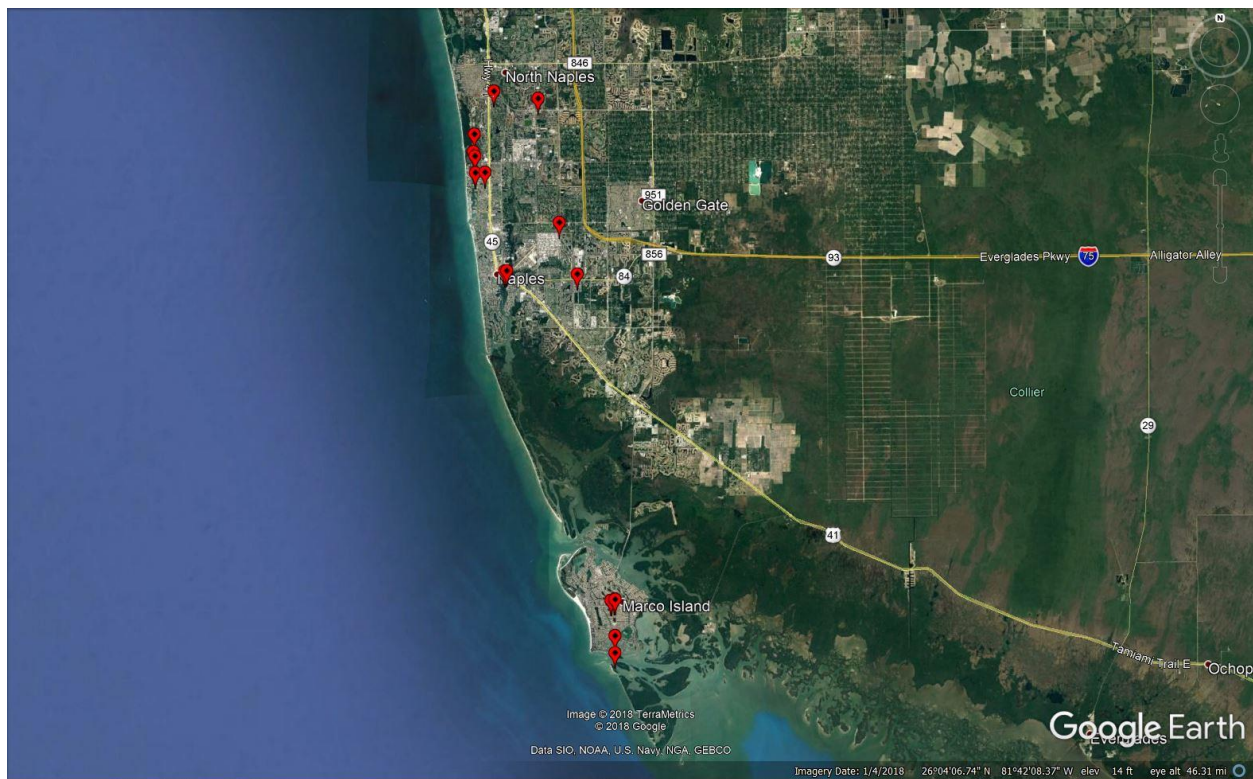 N
846
North Naples
Hwy
951
Golden Gate
45
856
93
Everglades Pkwy
75
Alligator Alley
Naples
84
Collier
29
41
Marco Island
Tamiami Trail E
Ochop
Image © 2018 TerraMetrics
© 2018 Google
Data SIO, NOAA, U.S. Navy, NGA, GEBCO
Google Earth
Everglades
Imagery Date: 1/4/2018 26°04'06.74" N 81°42'08.37" W elev 14 ft eye alt 46.31 mi